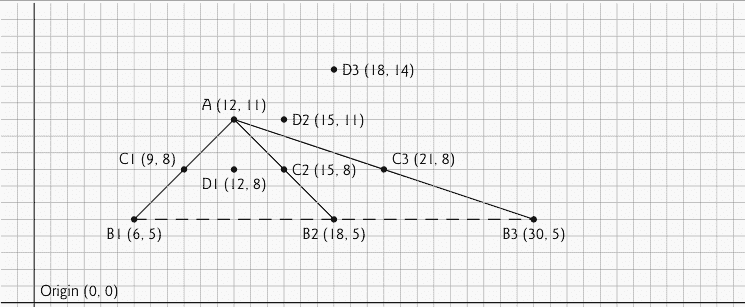 D3 (18, 14)
A (12, 11)
D2 (15, 11)
C1 (9, 8)
C2 (15, 8)
C3 (21, 8)
D1 (12, 8)
B1 (6, 5)
B2 (18, 5)
B3 (30, 5)
Origin (0, 0)